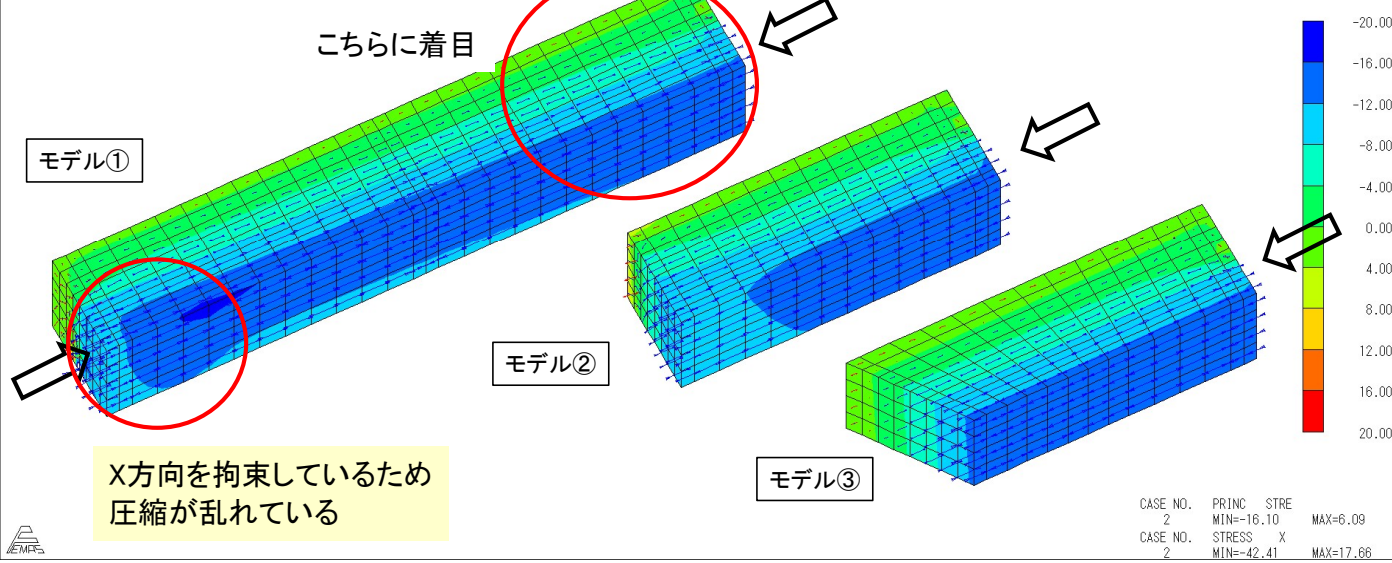 こちらに着目
モデル①
モデル②
モデル③
X方向を拘束しているため
圧縮が乱れている
-20.00
-16.00
-12.00
-8.00
-4.00
0.00
4.00
8.00
12.00
16.00
20.00
CASE NO. PRINC STRE
2 MIN=-16.10 MAX=6.09
CASE NO. STRESS X
2 MIN=-42.41 MAX=17.66
FEMAS